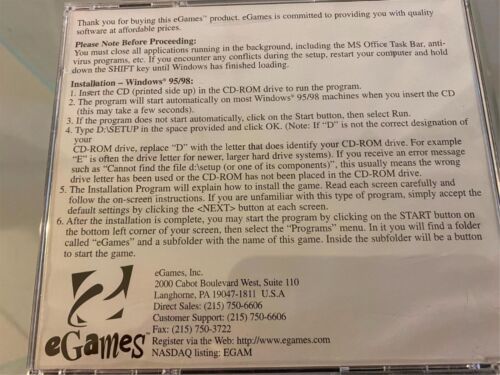 Thank you for buying this eGames™ product. eGames is committed to providing you with quality
software at affordable prices.
Please Note Before Proceeding:
You must close all applications running in the background, including the MS Office Task Bar, anti-
virus programs, etc. If you encounter any conflicts during the setup, restart your computer and hold
down the SHIFT key until Windows has finished loading.
Installation – Windows® 95/98:
1. Insert the CD (printed side up) in the CD-ROM drive to run the program.
2. The program will start automatically on most Windows® 95/98 machines when you insert the CD
(this may take a few seconds).
3. If the program does not start automatically, click on the Start button, then select Run.
4. Type D:\SETUP in the space provided and click OK. (Note: If "D" is not the correct designation of
your
CD-ROM drive, replace "D" with the letter that does identify your CD-ROM drive. For example
"E" is often the drive letter for newer, larger hard drive systems). If you receive an error message
such as "Cannot find the file d:\setup (or one of its components)", this usually means the wrong
drive letter has been used or the CD-ROM has not been placed in the CD-ROM drive.
5. The Installation Program will explain how to install the game. Read each screen carefully and
follow the on-screen instructions. If you are unfamiliar with this type of program, simply accept the
default settings by clicking the <NEXT> button at each screen.
6. After the installation is complete, you may start the program by clicking on the START button on
the bottom left corner of your screen, then select the "Programs" menu. In it you will find a folder
called "eGames" and a subfolder with the name of this game. Inside the subfolder will be a button
to start the game.
eGames, Inc.
2000 Cabot Boulevard West, Suite 110
Langhorne, PA 19047-1811 U.S.A
Direct Sales: (215) 750-6606
Customer Support: (215) 750-6606
Fax: (215) 750-3722
Register via the Web: http://www.egames.com
NASDAQ listing: EGAM
eGames™